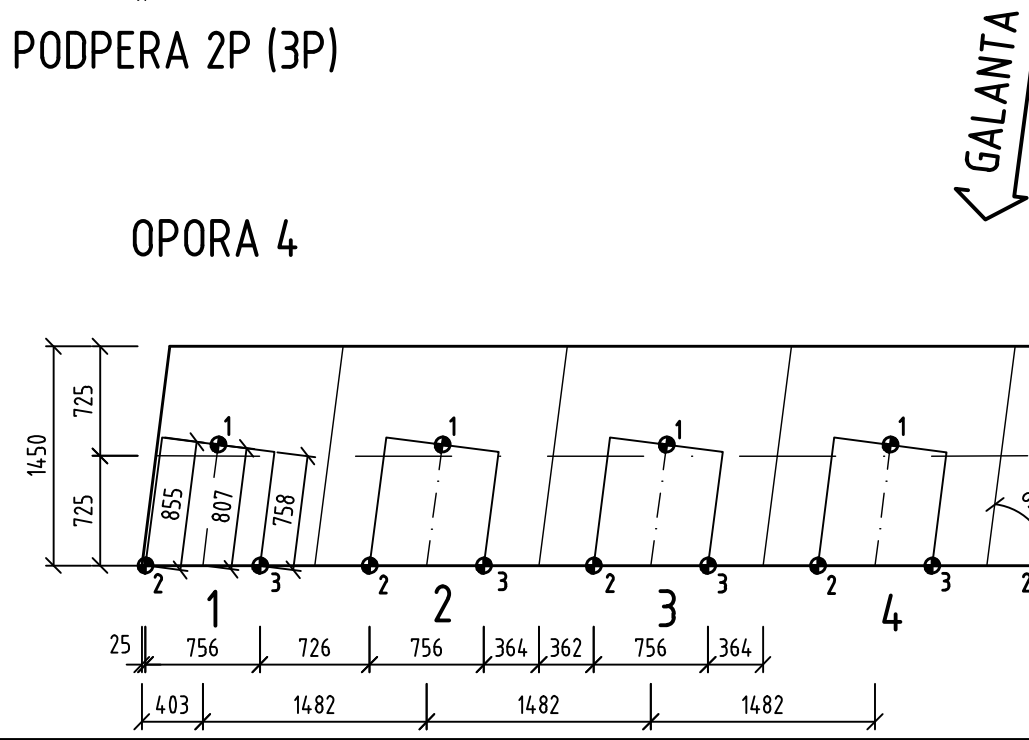 PODPERA 2P (3P)
GALANTA
OPORA 4
1 1 1 1
725
1450
855 807 758
725
2 3 2 3 2 3 2 3 2
1 2 3 4
25 756 726 756 364 362 756 364
403 1482 1482 1482